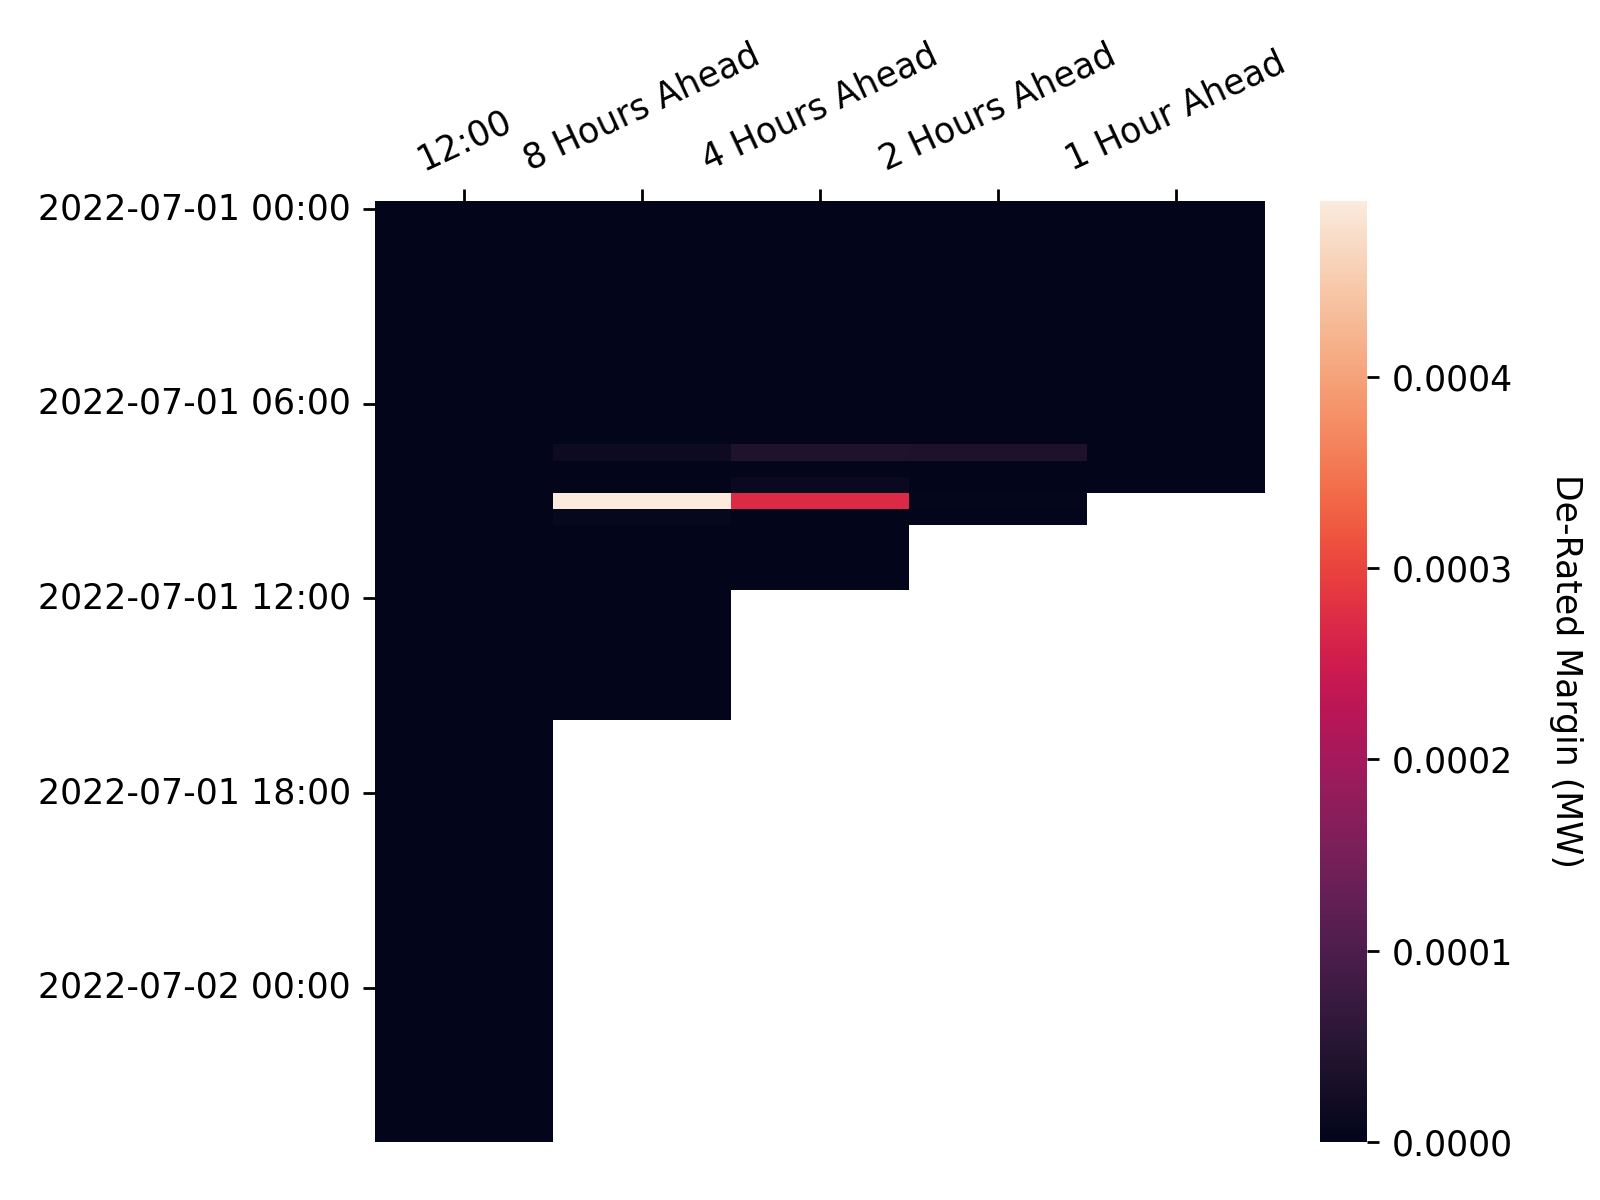 12:00
8 Hours Ahead
4 Hours Ahead
2 Hours Ahead
1 Hour Ahead
2022-07-01 00:00
2022-07-01 06:00
2022-07-01 12:00
2022-07-01 18:00
2022-07-02 00:00
0.0004
0.0003
0.0002
0.0001
0.0000
De-Rated Margin (MW)